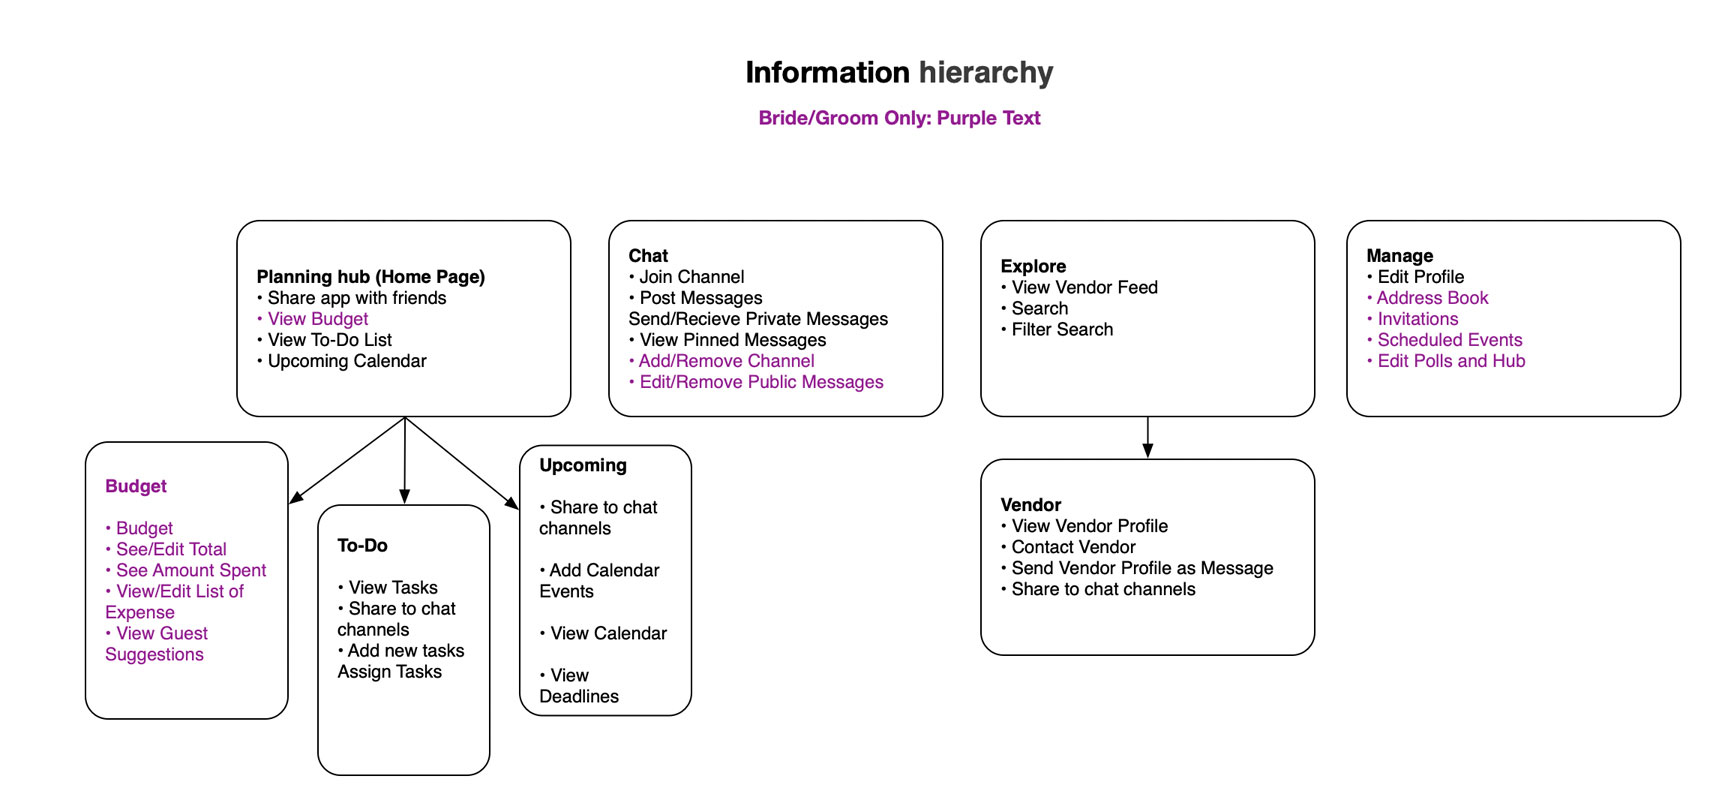 Information hierarchy
Bride/Groom Only: Purple Text
Planning hub (Home Page)
• Share app with friends
• View Budget
• View To-Do List
• Upcoming Calendar
Chat
• Join Channel
• Post Messages
Send/Recieve Private Messages
• View Pinned Messages
• Add/Remove Channel
• Edit/Remove Public Messages
Explore
• View Vendor Feed
• Search
• Filter Search
Manage
• Edit Profile
• Address Book
• Invitations
• Scheduled Events
• Edit Polls and Hub
Budget
• Budget
• See/Edit Total
• See Amount Spent
• View/Edit List of
Expense
• View Guest
Suggestions
To-Do
• View Tasks
• Share to chat
channels
• Add new tasks
Assign Tasks
Upcoming
• Share to chat
channels
• Add Calendar
Events
• View Calendar
• View
Deadlines
Vendor
• View Vendor Profile
• Contact Vendor
• Send Vendor Profile as Message
• Share to chat channels